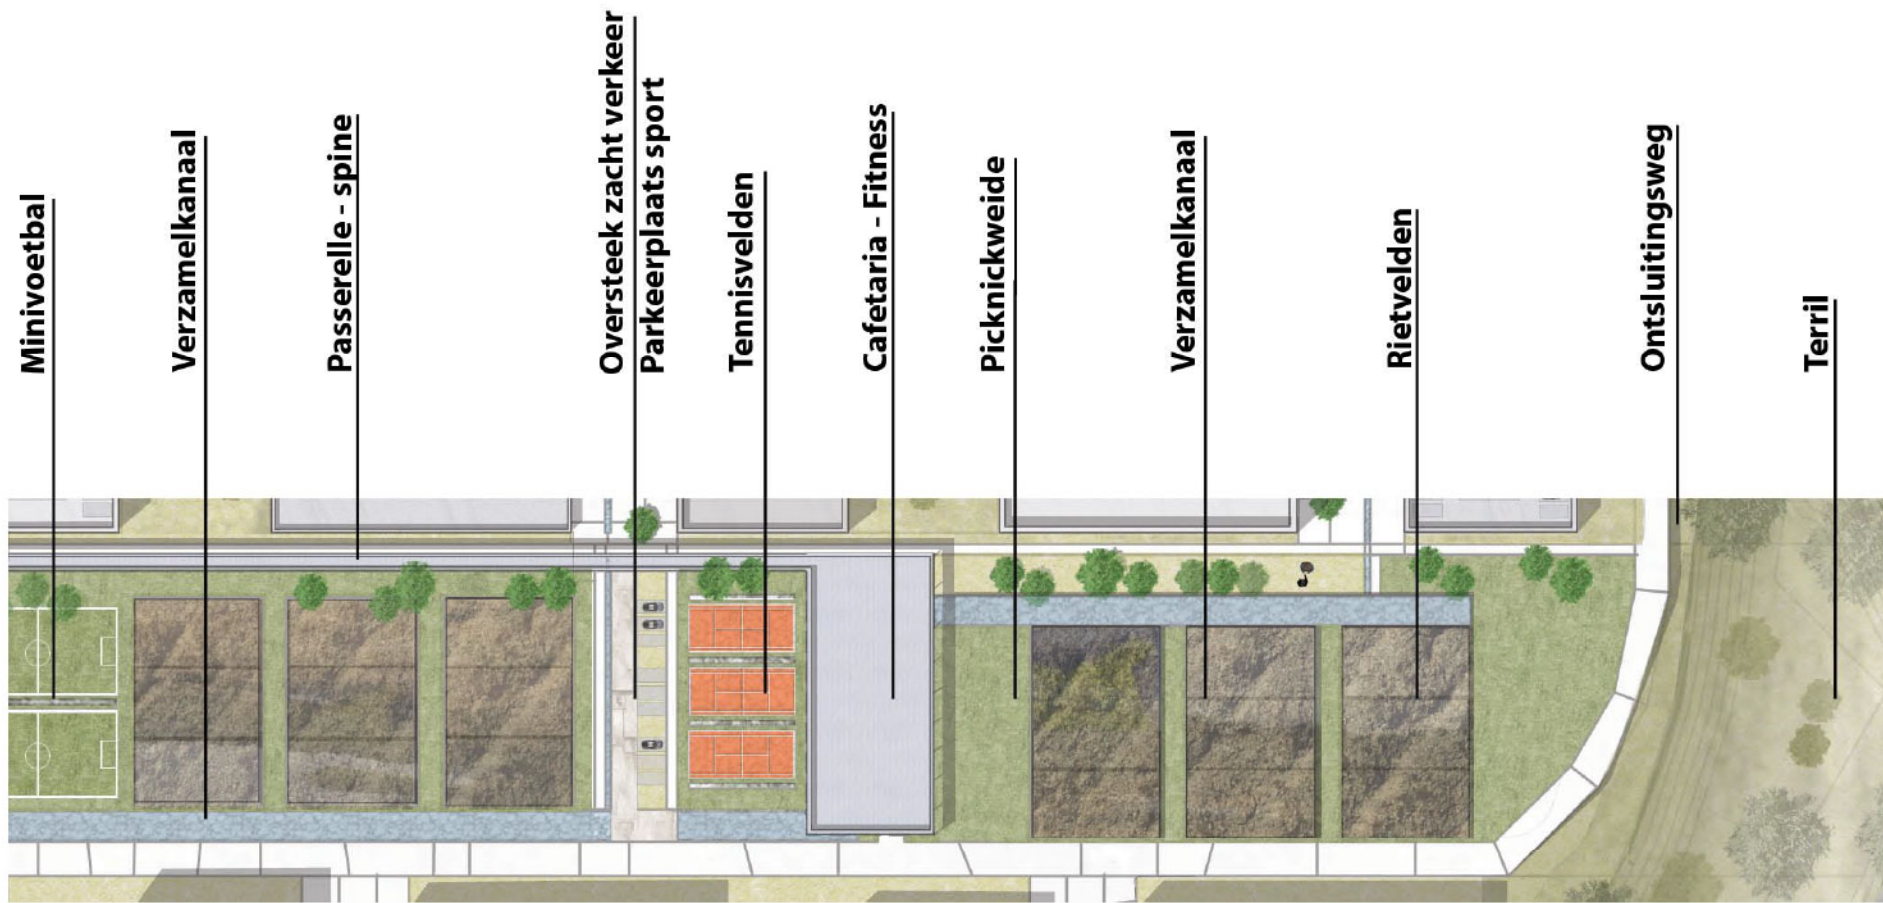 Minivoetbal
Verzamelkanaal
Passerelle - spine
Oversteek zacht verkeer
Parkeerplaats sport
Tennisvelden
Cafetaria - Fitness
Picknickweide
Verzamelkanaal
Rietvelden
Ontsluitingsweg
Terril